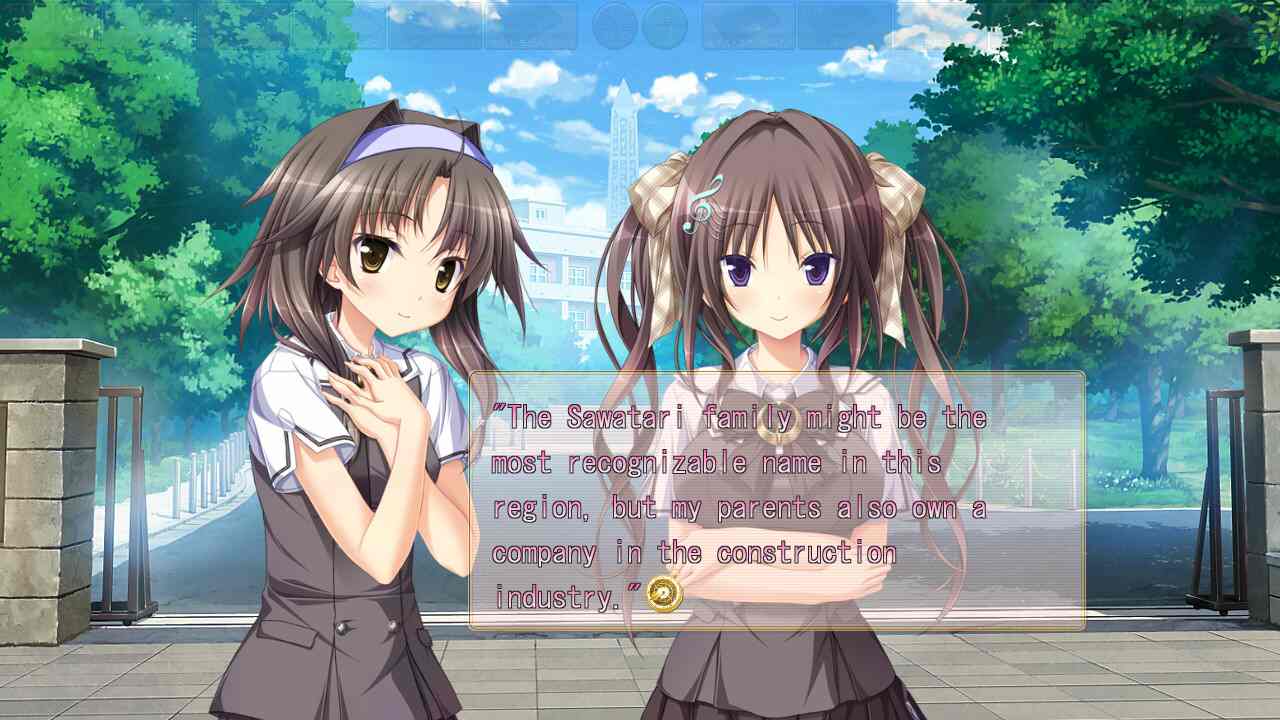 "The Sawatari family might be the
most recognizable name in this
region, but my parents also own a
company in the construction
industry."